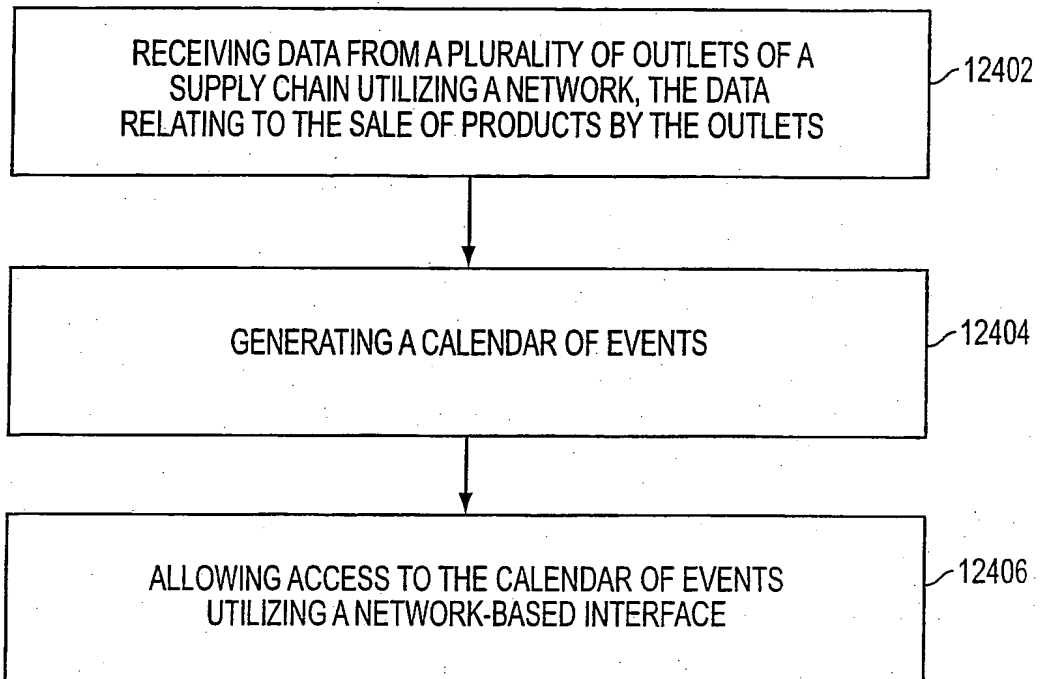 RECEIVING DATA FROM A PLURALITY OF OUTLETS OF A
SUPPLY CHAIN UTILIZING A NETWORK, THE DATA
RELATING TO THE SALE OF PRODUCTS BY THE OUTLETS
12402
GENERATING A CALENDAR OF EVENTS
12404
ALLOWING ACCESS TO THE CALENDAR OF EVENTS
UTILIZING A NETWORK-BASED INTERFACE
12406